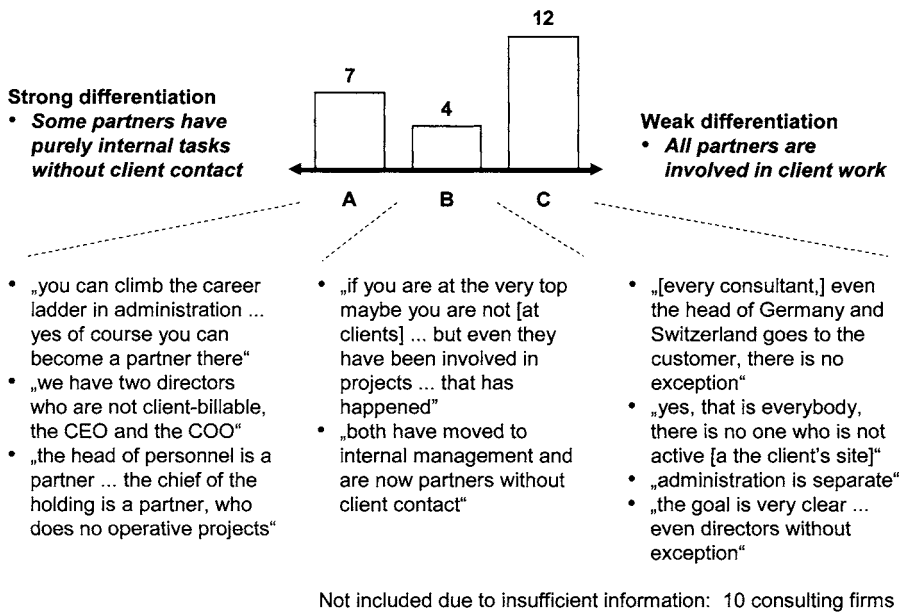 12
7
4
Strong differentiation
• Some partners have
purely internal tasks
without client contact
Weak differentiation
• All partners are
involved in client work
A
B
C
• „you can climb the career
ladder in administration ...
yes of course you can
become a partner there“
• „we have two directors
who are not client-billable,
the CEO and the COO“
• „the head of personnel is a
partner ... the chief of the
holding is a partner, who
does no operative projects“
• „if you are at the very top
maybe you are not [at
clients] ... but even they
have been involved in
projects ... that has
happened”
• „both have moved to
internal management and
are now partners without
client contact“
• „[every consultant,] even
the head of Germany and
Switzerland goes to the
customer, there is no
exception”
• „yes, that is everybody,
there is no one who is not
active [a the client's site]“
• „administration is separate“
• „the goal is very clear ...
even directors without
exception“
Not included due to insufficient information: 10 consulting firms